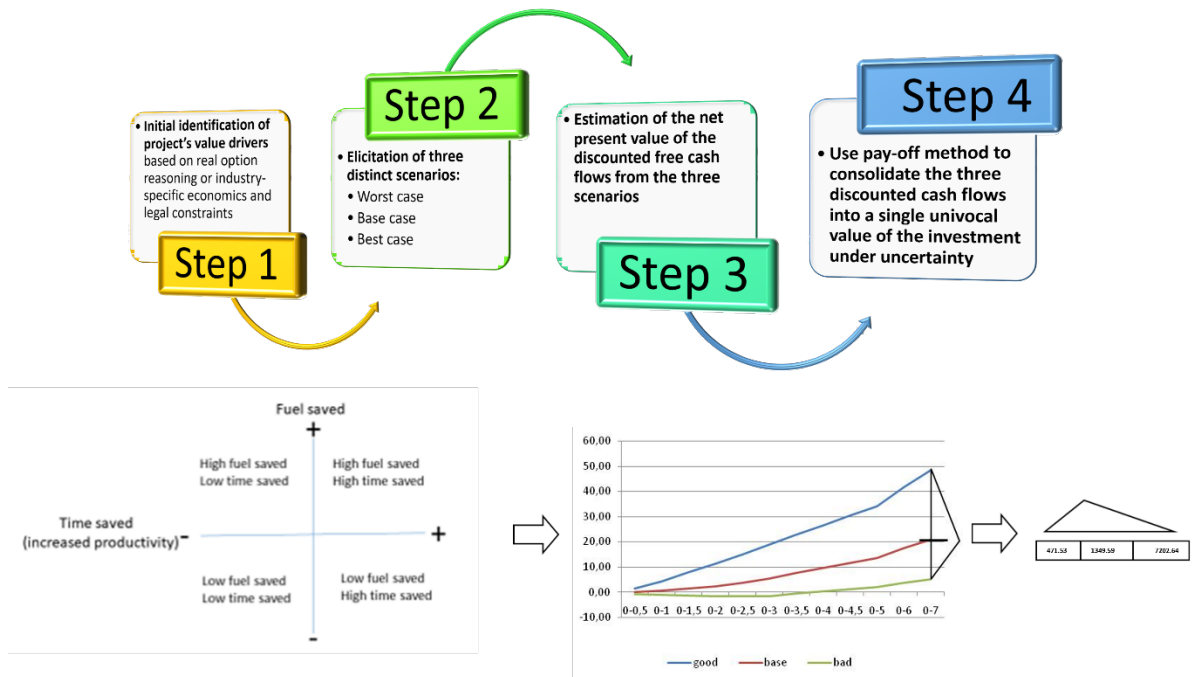 • Initial identification of
project's value drivers
based on real option
reasoning or industry-
specific economics and
legal constraints
Step 1
Step 2
• Elicitation of three
distinct scenarios:
• Worst case
• Base case
• Best case
• Estimation of the net
present value of the
discounted free cash
flows from the three
scenarios
Step 3
Step 4
• Use pay-off method to
consolidate the three
discounted cash flows
into a single univocal
value of the investment
under uncertainty
Fuel saved
+
High fuel saved
Low time saved
High fuel saved
High time saved
Time saved
(increased productivity)
-
+
Low fuel saved
Low time saved
Low fuel saved
High time saved
-
60,00
50,00
40,00
30,00
20,00
10,00
0,00
-10,00
0-0,5 0-1 0-1,5 0-2 0-2,5 0-3 0-3,5 0-4 0-4,5 0-5 0-6 0-7
good base bad
471.53 1349.59 7202.64